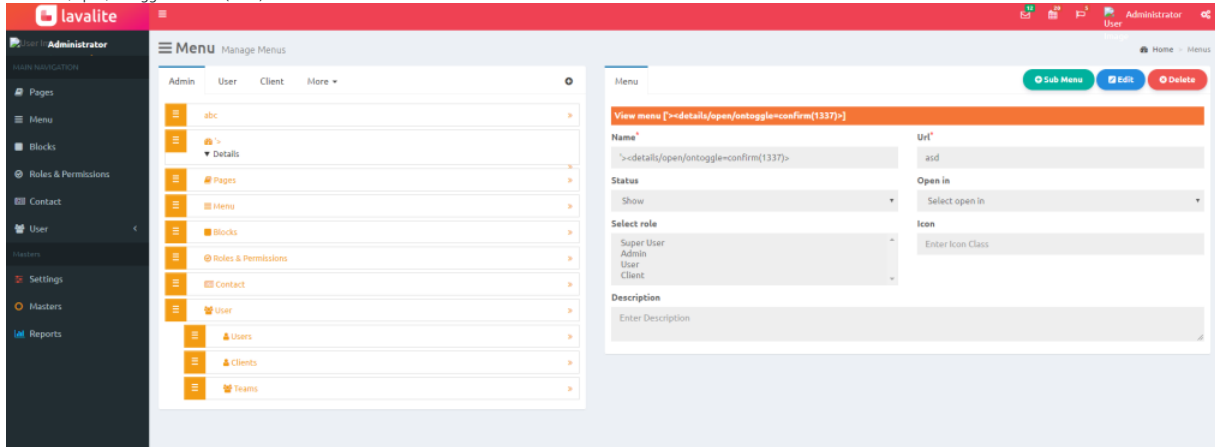 lavalite
12
20
5
User
Administrator
Administrator
MAIN NAVIGATION
Pages
Menu
Blocks
Roles & Permissions
Contact
User
Masters
Settings
Masters
Reports
Menu Manage Menus
Home - Menus
Admin User Client More
abc
'>
▼ Details
Pages
Menu
Blocks
Roles & Permissions
Contact
User
Users
Clients
Teams
Menu
Sub Menu Edit Delete
View menu ['><details/open/ontoggle=confirm(1337)>]
Name* Url*
'><details/open/ontoggle=confirm(1337)> asd
Status Open in
Show Select open in
Select role Icon
Super User Enter Icon Class
Admin
User
Client
Description
Enter Description